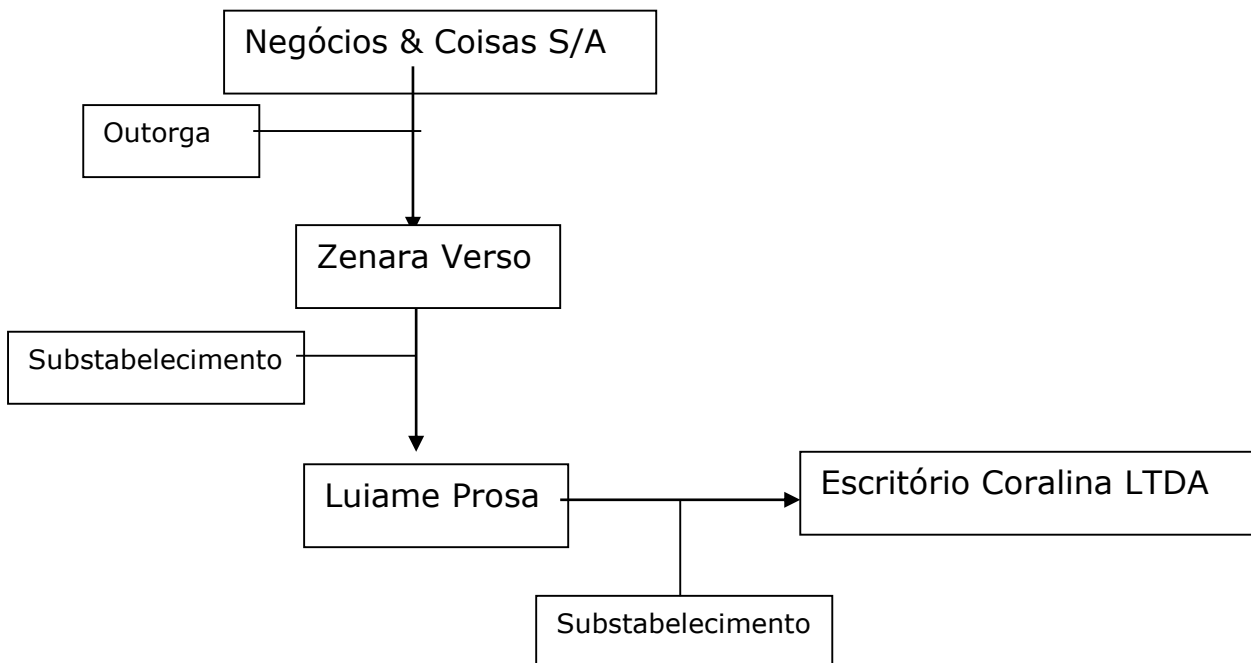 Negócios & Coisas S/A
Outorga
Zenara Verso
Substabelecimento
Luiame Prosa
Escritório Coralina LTDA
Substabelecimento